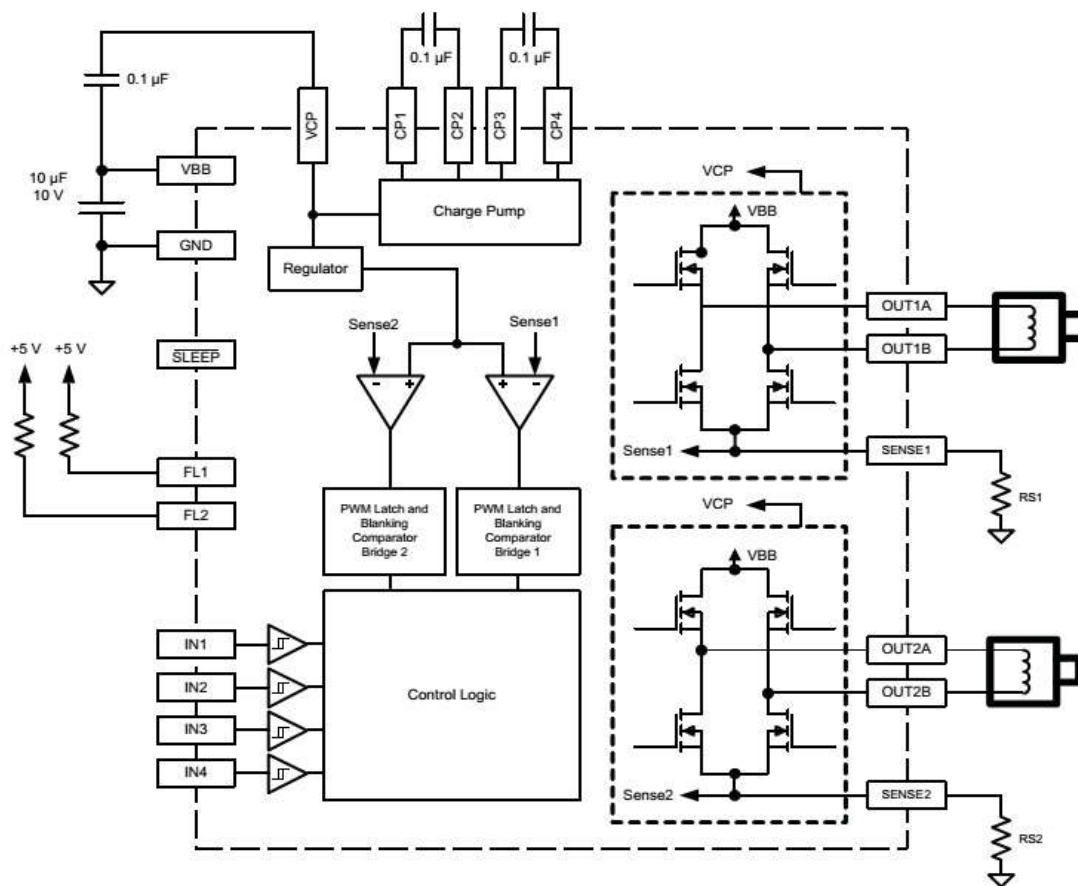 0.1 µF
0.1 µF
0.1 µF
VCP
CP1
CP2
CP3
CP4
VBB
10 µF
10 V
GND
Charge Pump
Regulator
VCP
VBB
OUT1A
OUT1B
Sense1
SENSE1
RS1
+5 V
+5 V
SLEEP
FL1
FL2
Sense2
Sense1
- +
+ -
PWM Latch and
Blanking
Comparator
Bridge 2
PWM Latch and
Blanking
Comparator
Bridge 1
VCP
VBB
OUT2A
OUT2B
Sense2
SENSE2
RS2
IN1
IN2
IN3
IN4
Control Logic